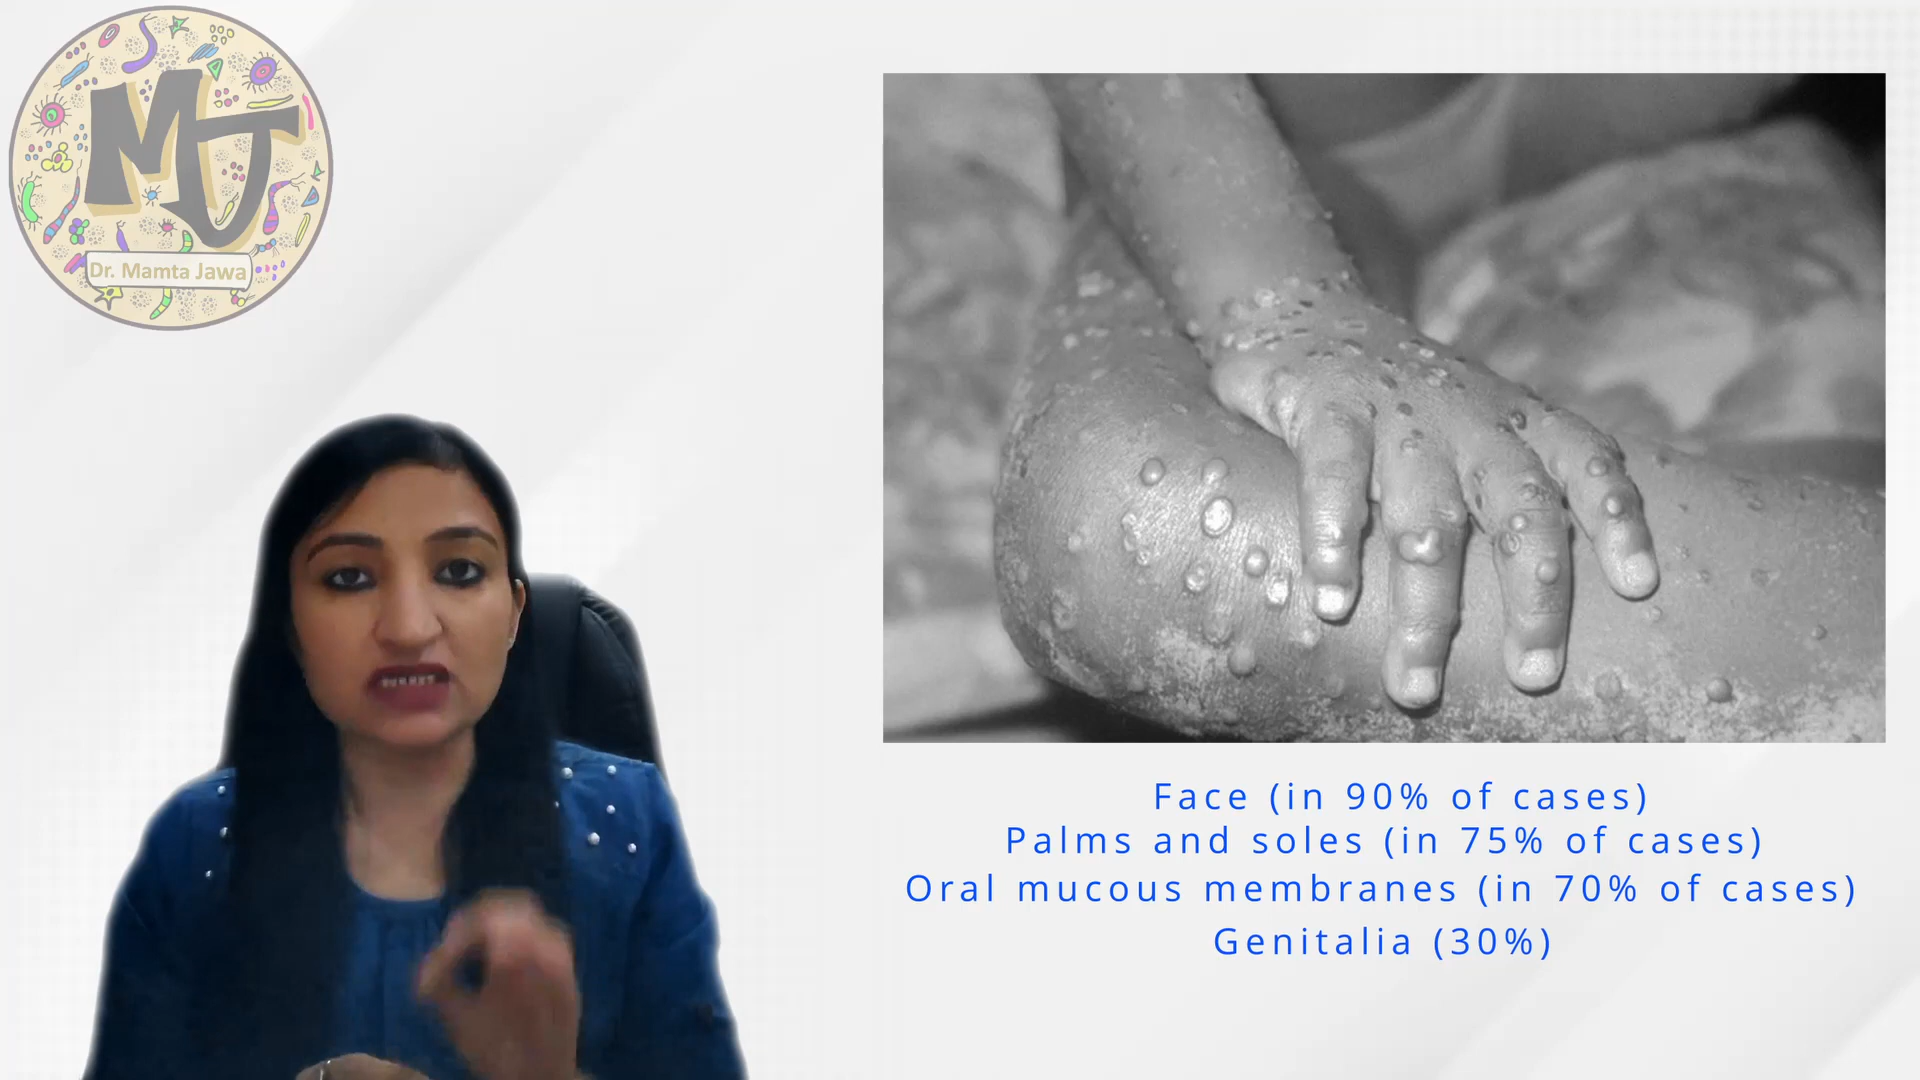 MJ
Dr. Mamta Jawa
Face (in 90% of cases)
Palms and soles (in 75% of cases)
Oral mucous membranes (in 70% of cases)
Genitalia (30%)